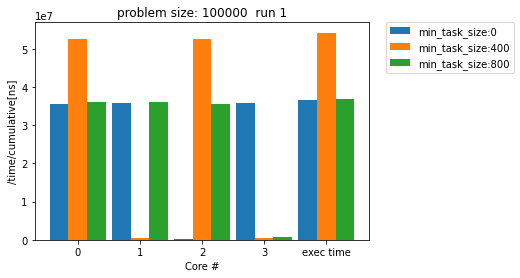 problem size: 100000  run 1
1e7
min_task_size:0
min_task_size:400
min_task_size:800
/time/cumulative[ns]
5
4
3
2
1
0
0 1 2 3 exec time
Core #